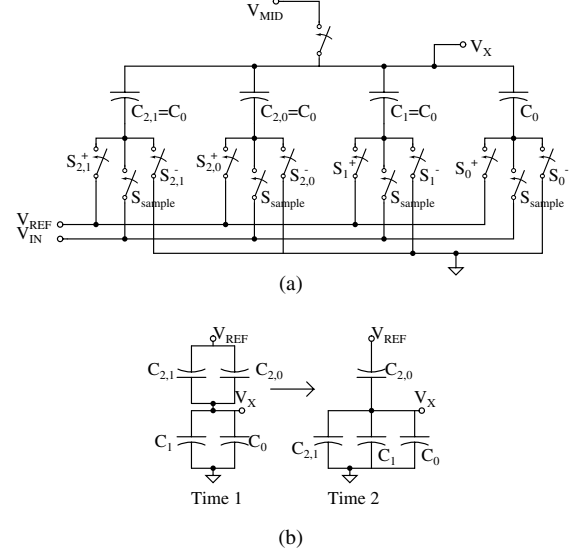 V_MID
V_X
C_2,1=C_0
C_2,0=C_0
C_1=C_0
C_0
S_2,1^+
S_2,1^-
S_2,0^+
S_2,0^-
S_1^+
S_1^-
S_0^+
S_0^-
S_sample
S_sample
S_sample
S_sample
V_REF
V_IN
(a)
V_REF
V_REF
C_2,1
C_2,0
C_2,0
V_X
V_X
C_1
C_0
C_2,1
C_1
C_0
Time 1
Time 2
(b)